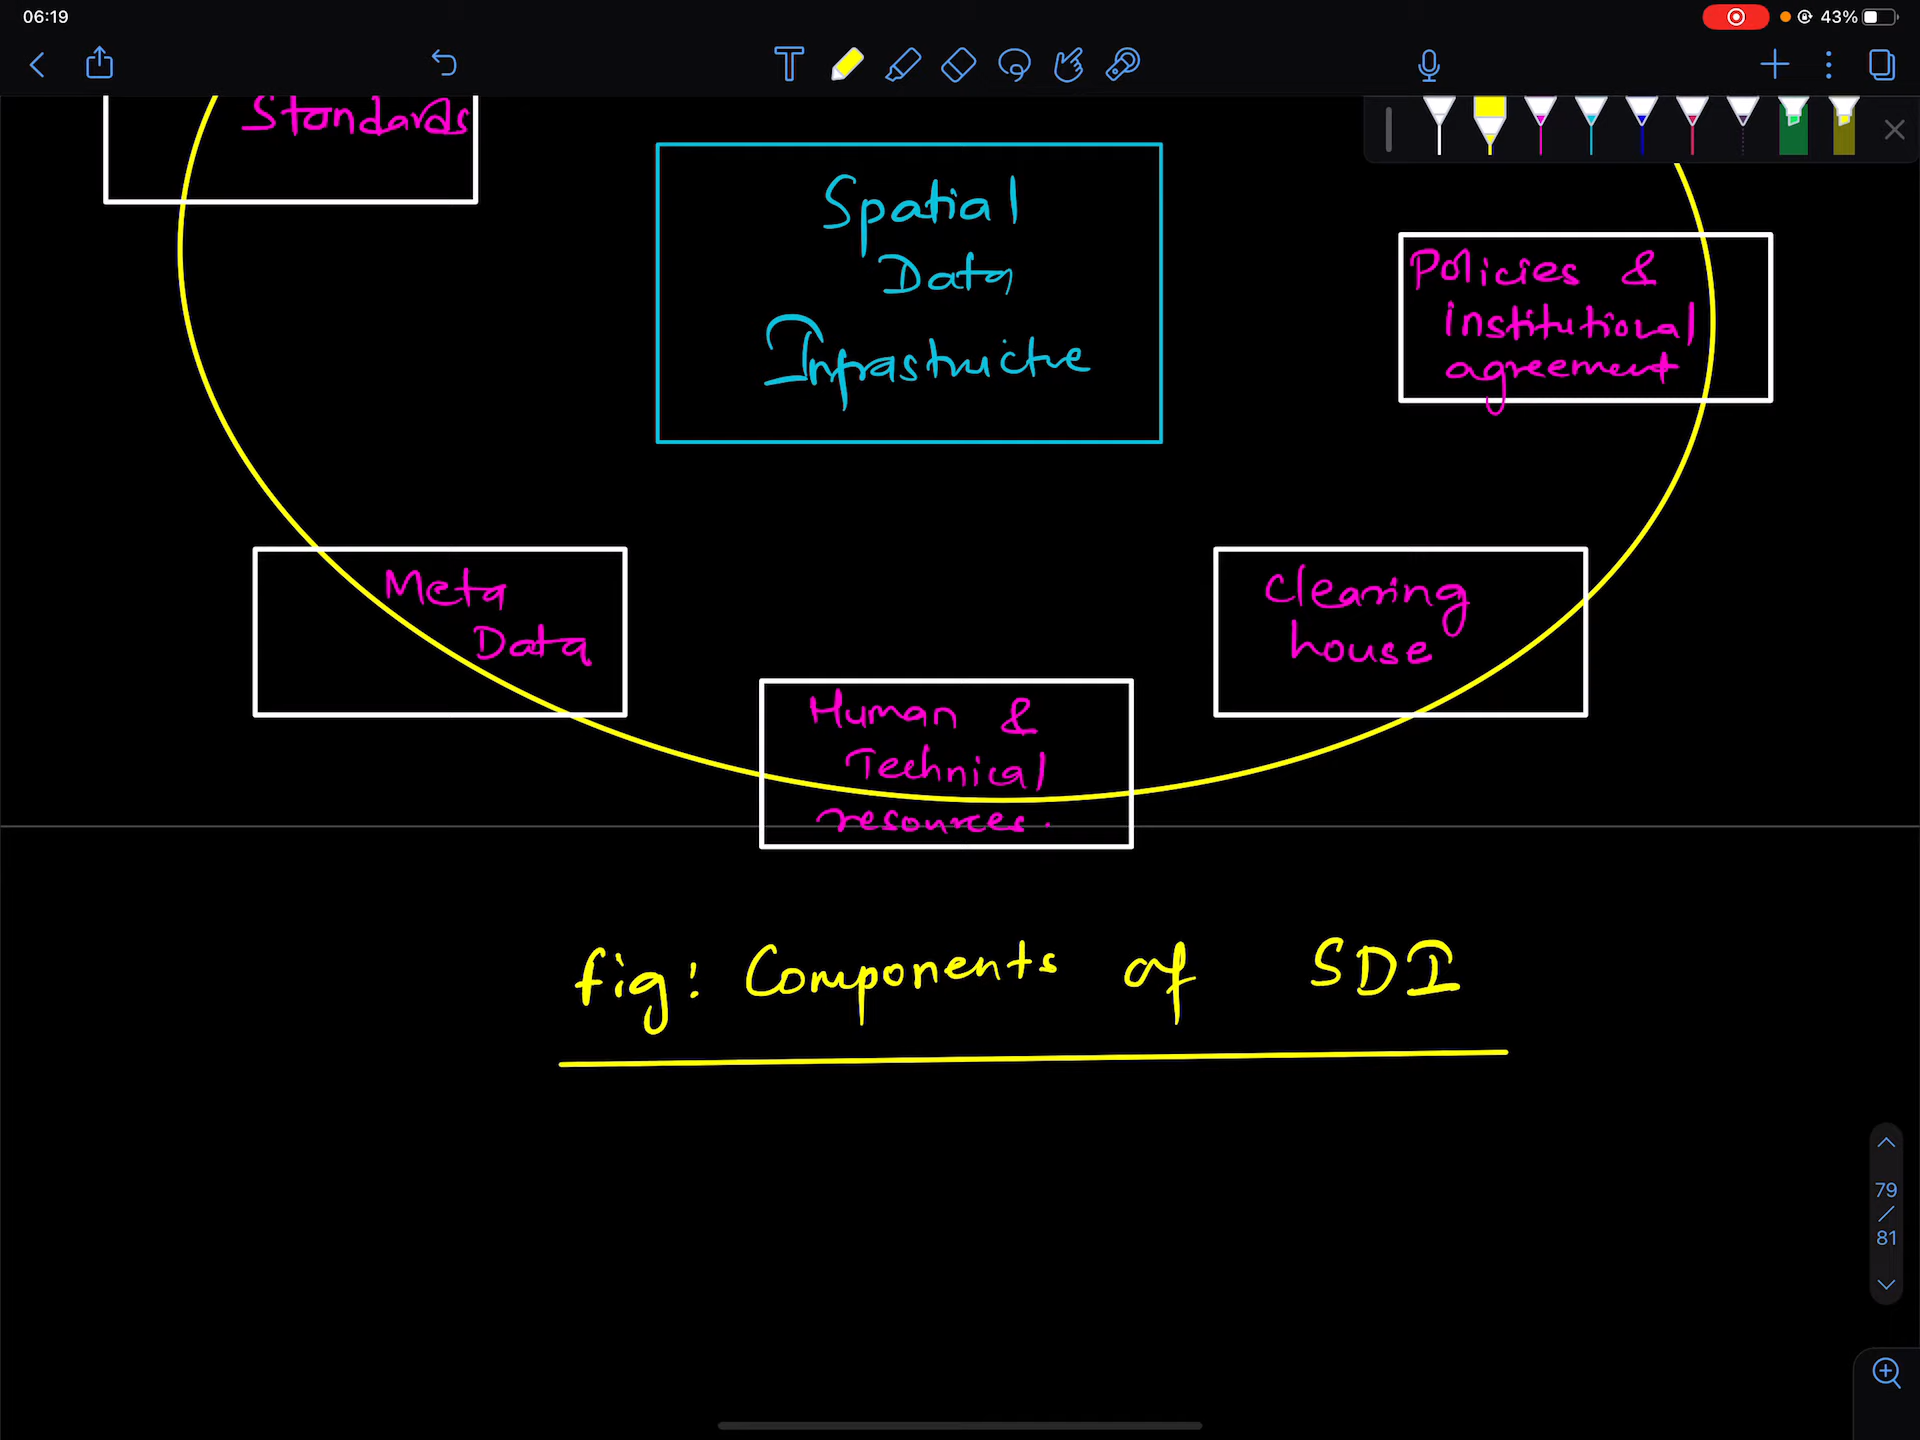 06:19
43%
Standards
Spatial
Data
Infrastructure
Policies &
institutional
agreement
Meta
Data
Clearing
house
Human &
Technical
resources.
fig: Components of SDI
79
/
81